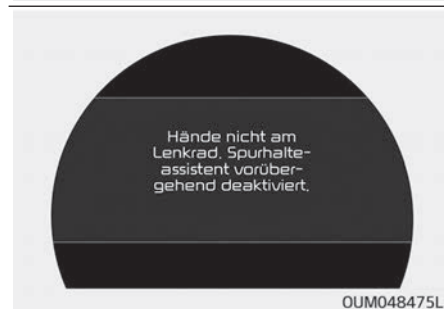 Hände nicht am
Lenkrad. Spurhalte-
assistent vorüber-
gehend deaktiviert.
OUM048475L